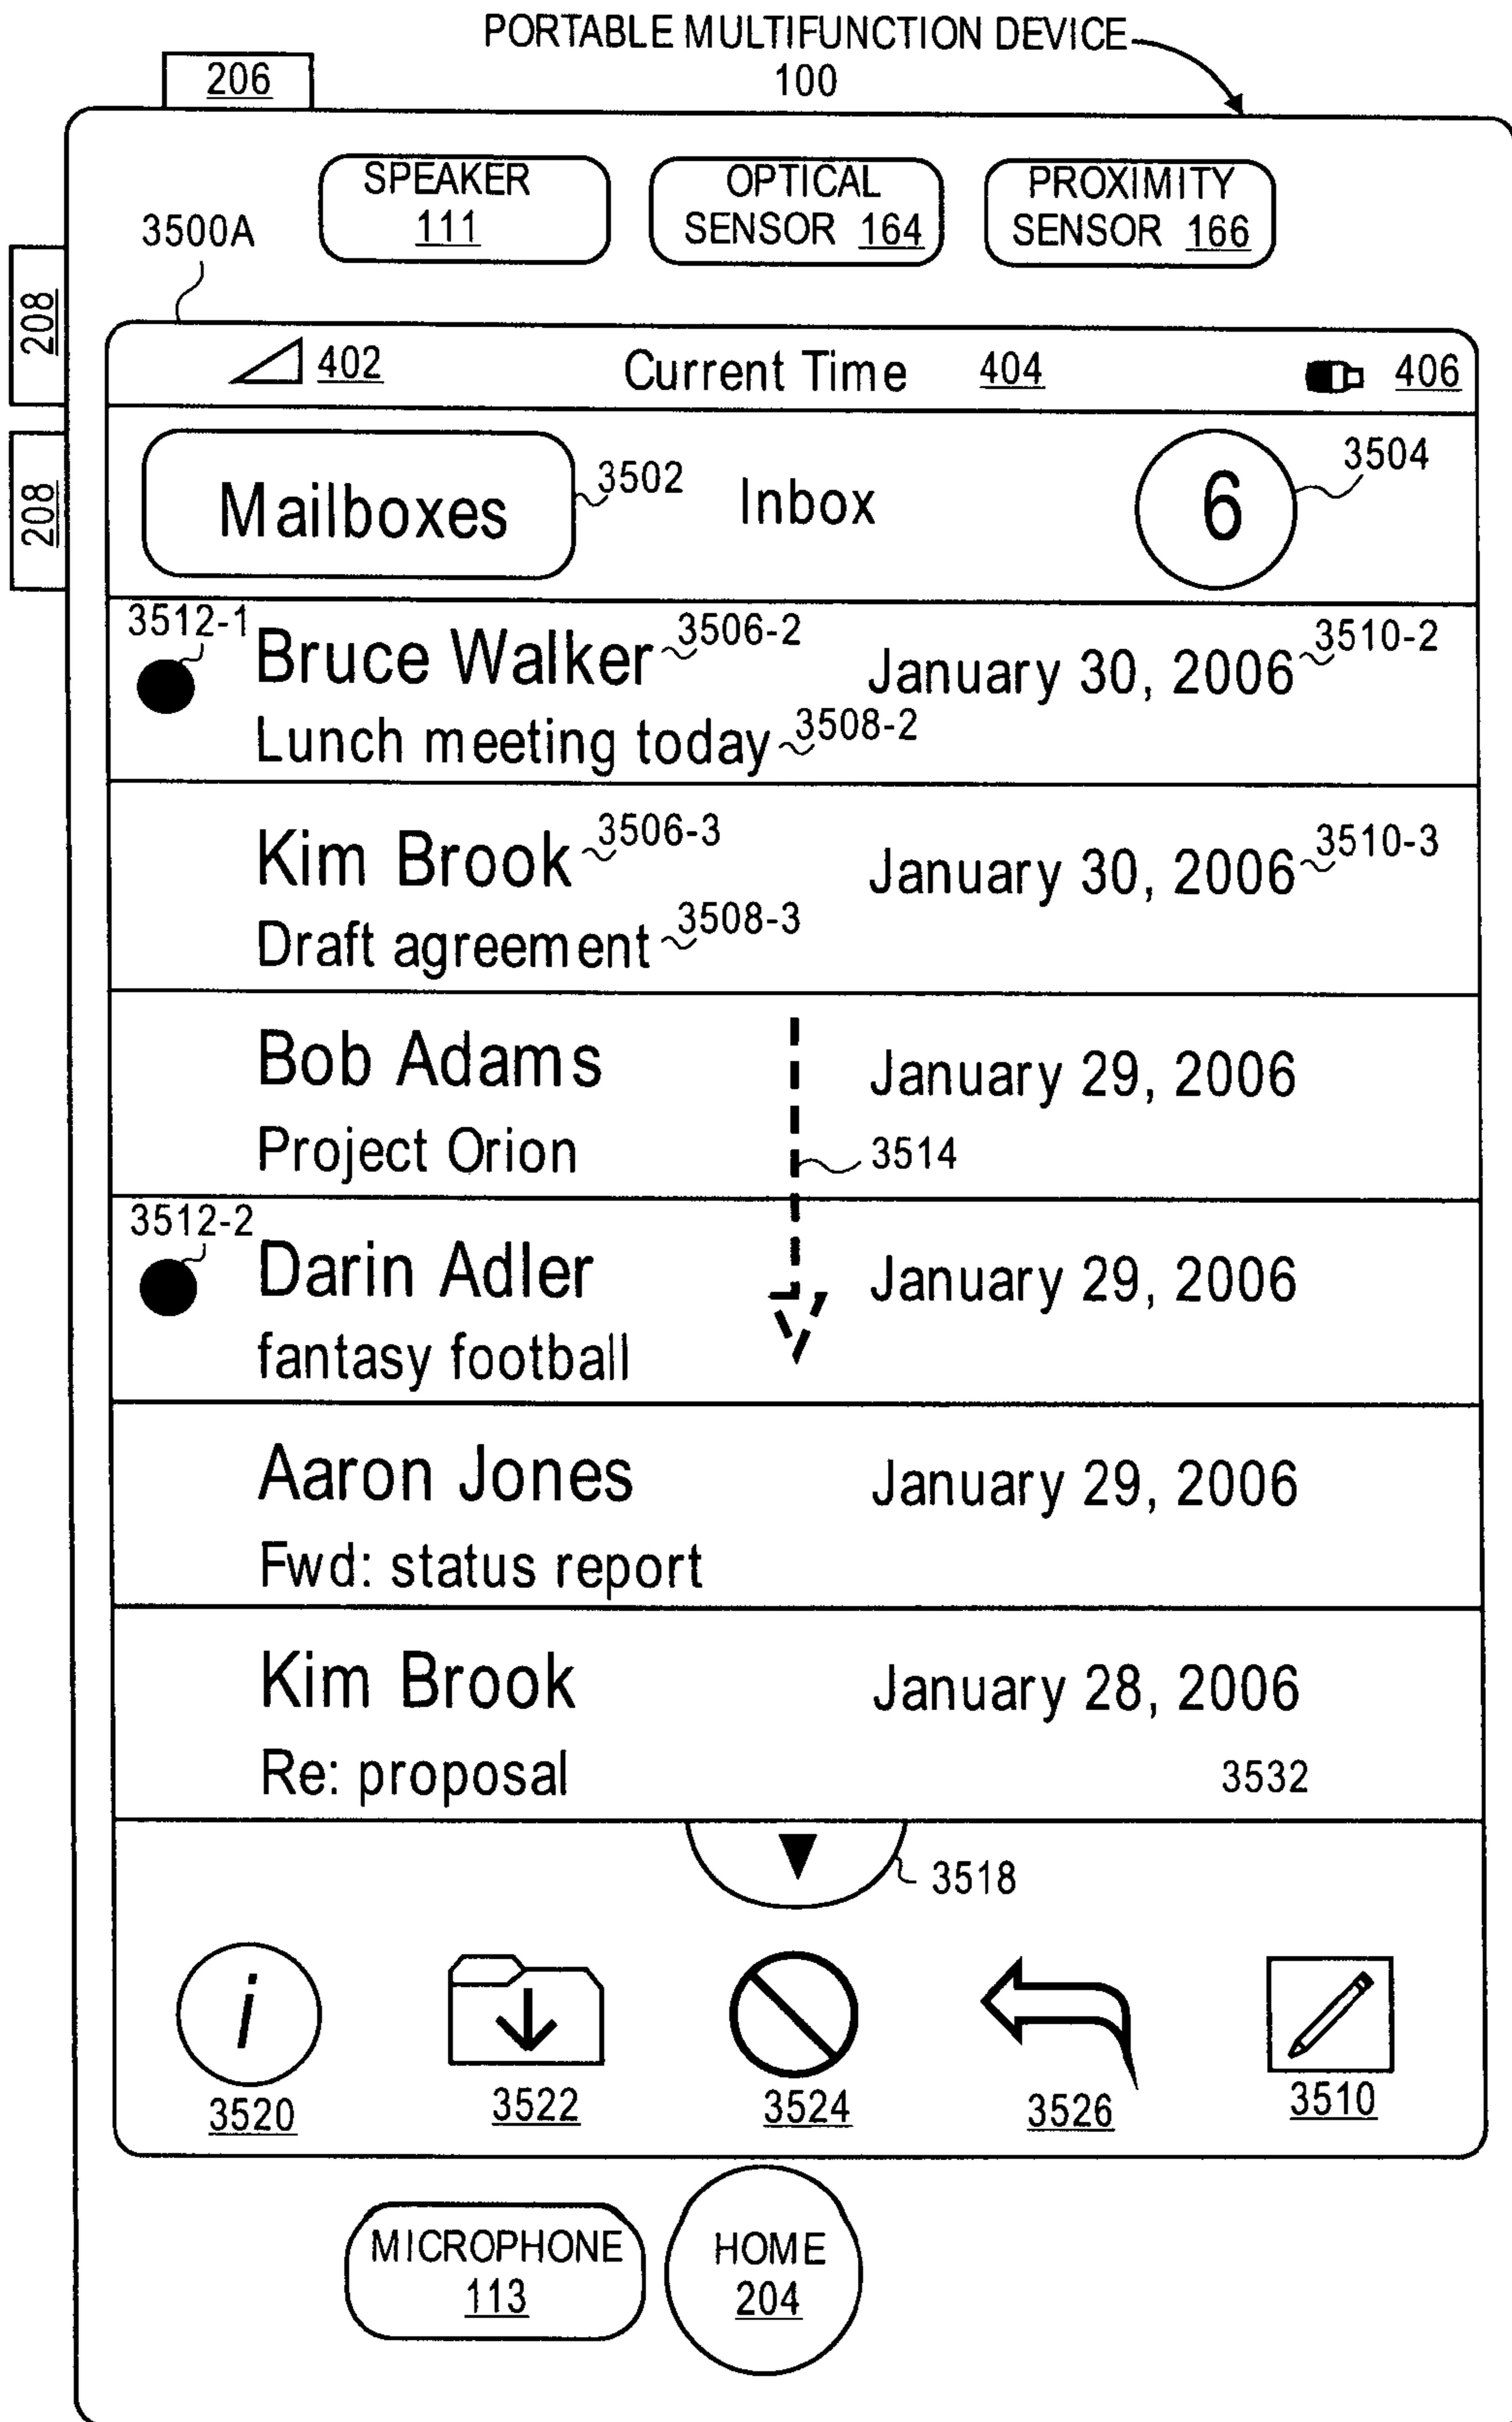 PORTABLE MULTIFUNCTION DEVICE
100
206
SPEAKER
111
OPTICAL
SENSOR 164
PROXIMITY
SENSOR 166
3500A
208
208
402 Current Time 404 406
Mailboxes 3502 Inbox 6 3504
3512-1 Bruce Walker 3506-2 January 30, 2006 3510-2
Lunch meeting today 3508-2
Kim Brook 3506-3 January 30, 2006 3510-3
Draft agreement 3508-3
Bob Adams January 29, 2006
Project Orion 3514
3512-2 Darin Adler January 29, 2006
fantasy football
Aaron Jones January 29, 2006
Fwd: status report
Kim Brook January 28, 2006
Re: proposal 3532
3518
i
3520 3522 3524 3526 3510
MICROPHONE
113
HOME
204